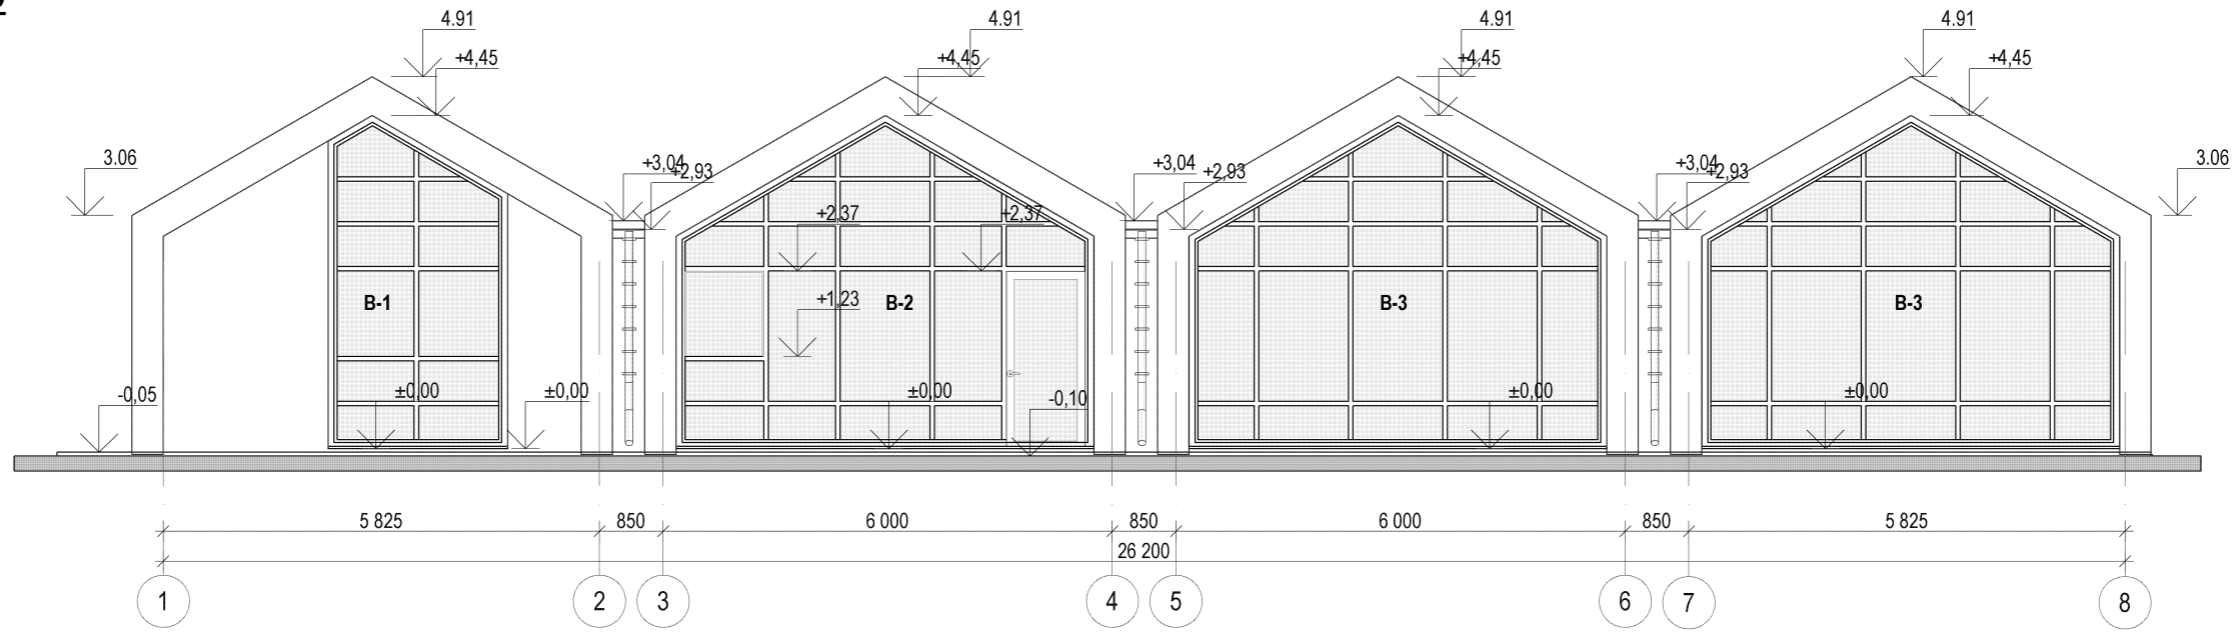 4.91 4.91 4.91 4.91
+4,45 +4,45 +4,45 +4,45
3.06 +3,04 +3,04 +3,04 3.06
+2,93 +2,93 +2,93
+2,37 +2,37
B-1 +1,23 B-2 B-3 B-3
-0,05 ±0,00 ±0,00 ±0,00 -0,10 ±0,00 ±0,00
5 825 850 6 000 850 6 000 850 5 825
26 200
1 2 3 4 5 6 7 8